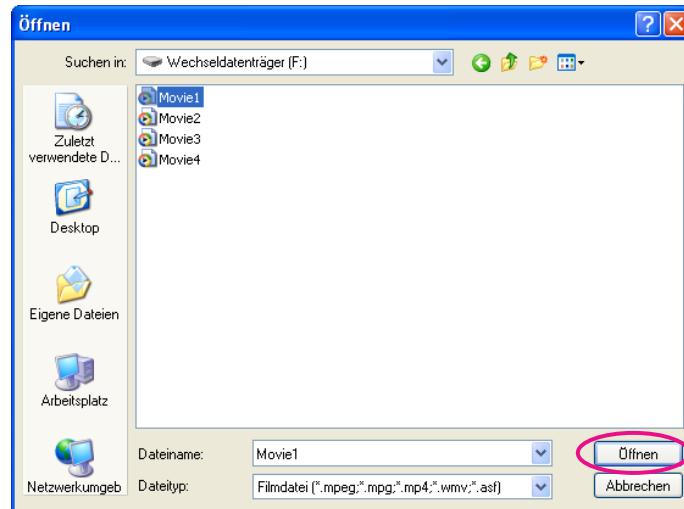 Öffnen
?
Suchen in: Wechseldatenträger (F:)
Movie1
Movie2
Movie3
Movie4
Zuletzt
verwendete D...
Desktop
Eigene Dateien
Arbeitsplatz
Netzwerkumgeb
Dateiname: Movie1 Öffnen
Dateityp: Filmdatei (*.mpeg;*.mpg;*.mp4;*.wmv;*.asf) Abbrechen